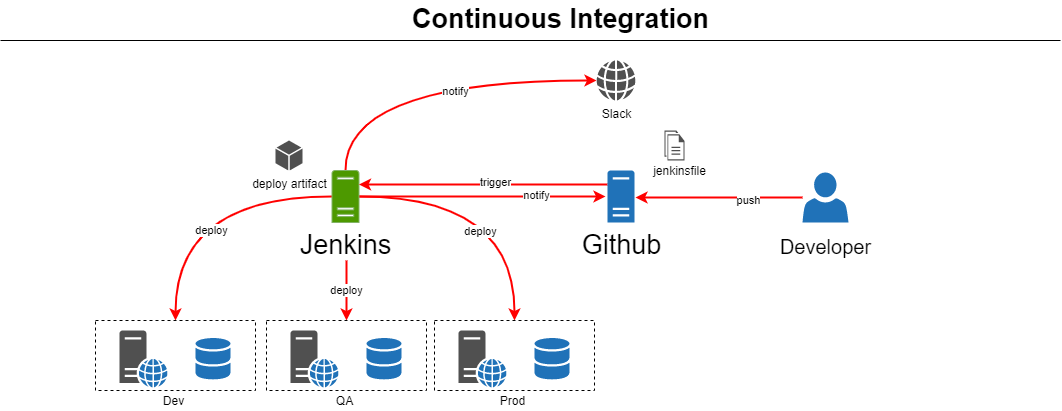 Continuous Integration
notify
Slack
jenkinsfile
deploy artifact
trigger
notify
push
deploy
Jenkins
deploy
Github
Developer
deploy
Dev
QA
Prod